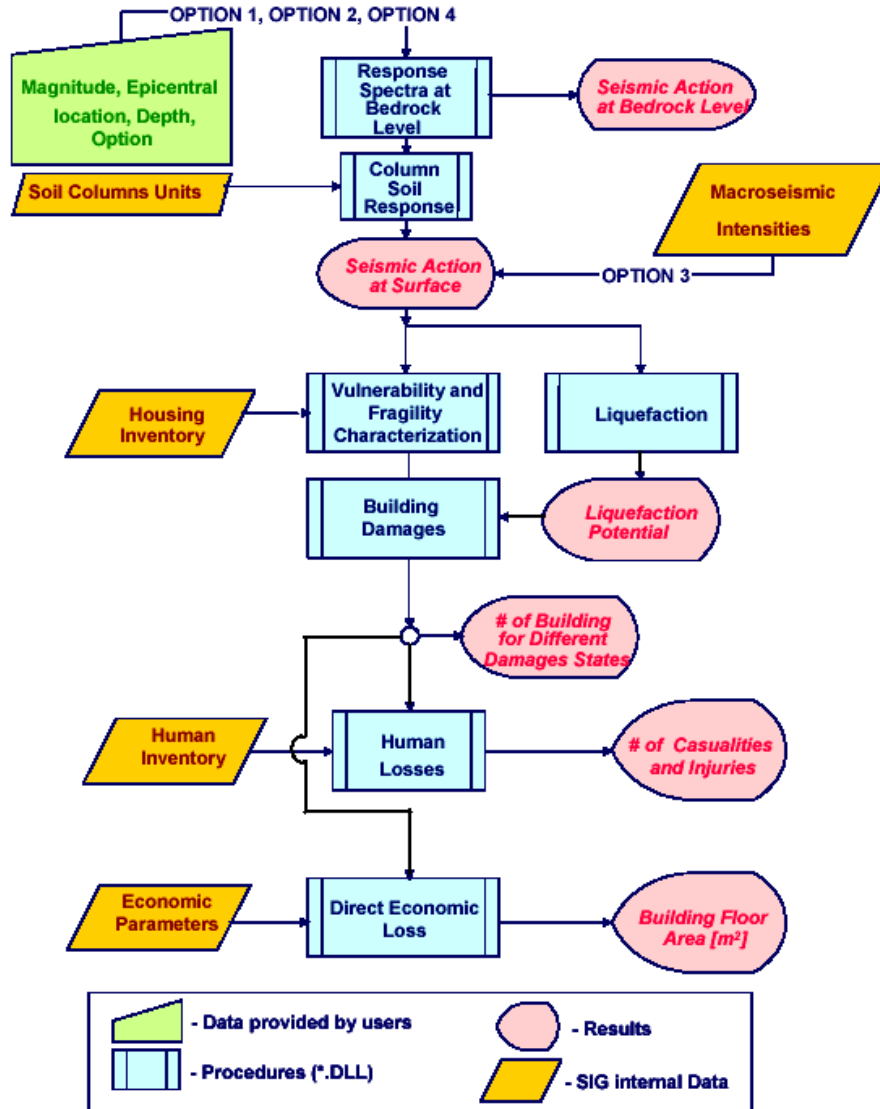 OPTION 1, OPTION 2, OPTION 4
Magnitude, Epicentral
location, Depth,
Option
Response
Spectra at
Bedrock
Level
Seismic Action
at Bedrock Level
Soil Columns Units
Column
Soil
Response
Macroseismic
Intensities
Seismic Action
at Surface
OPTION 3
Housing
Inventory
Vulnerability and
Fragility
Characterization
Liquefaction
Building
Damages
Liquefaction
Potential
# of Building
for Different
Damages States
Human
Inventory
Human
Losses
# of Casualities
and Injuries
Economic
Parameters
Direct Economic
Loss
Building Floor
Area [m²]
- Data provided by users
- Results
- Procedures (*.DLL)
- SIG internal Data